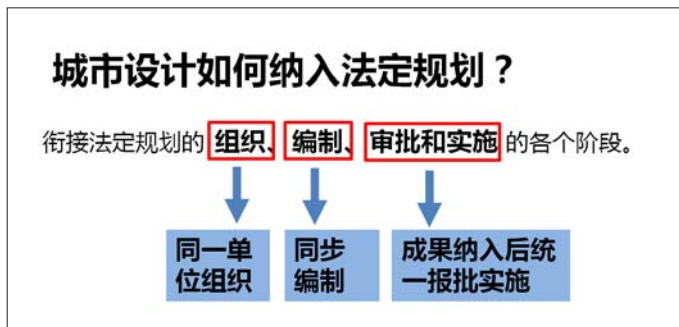 城市设计如何纳入法定规划？
衔接法定规划的 组织、编制、审批和实施 的各个阶段。
同一单
位组织
同步
编制
成果纳入后统
一报批实施